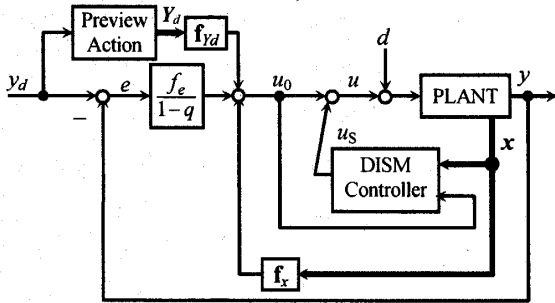 Preview
Action
Y_d
f_Yd
y_d
−
e
f_e
1−q
u_0
u
d
PLANT
y
x
u_S
DISM
Controller
f_x